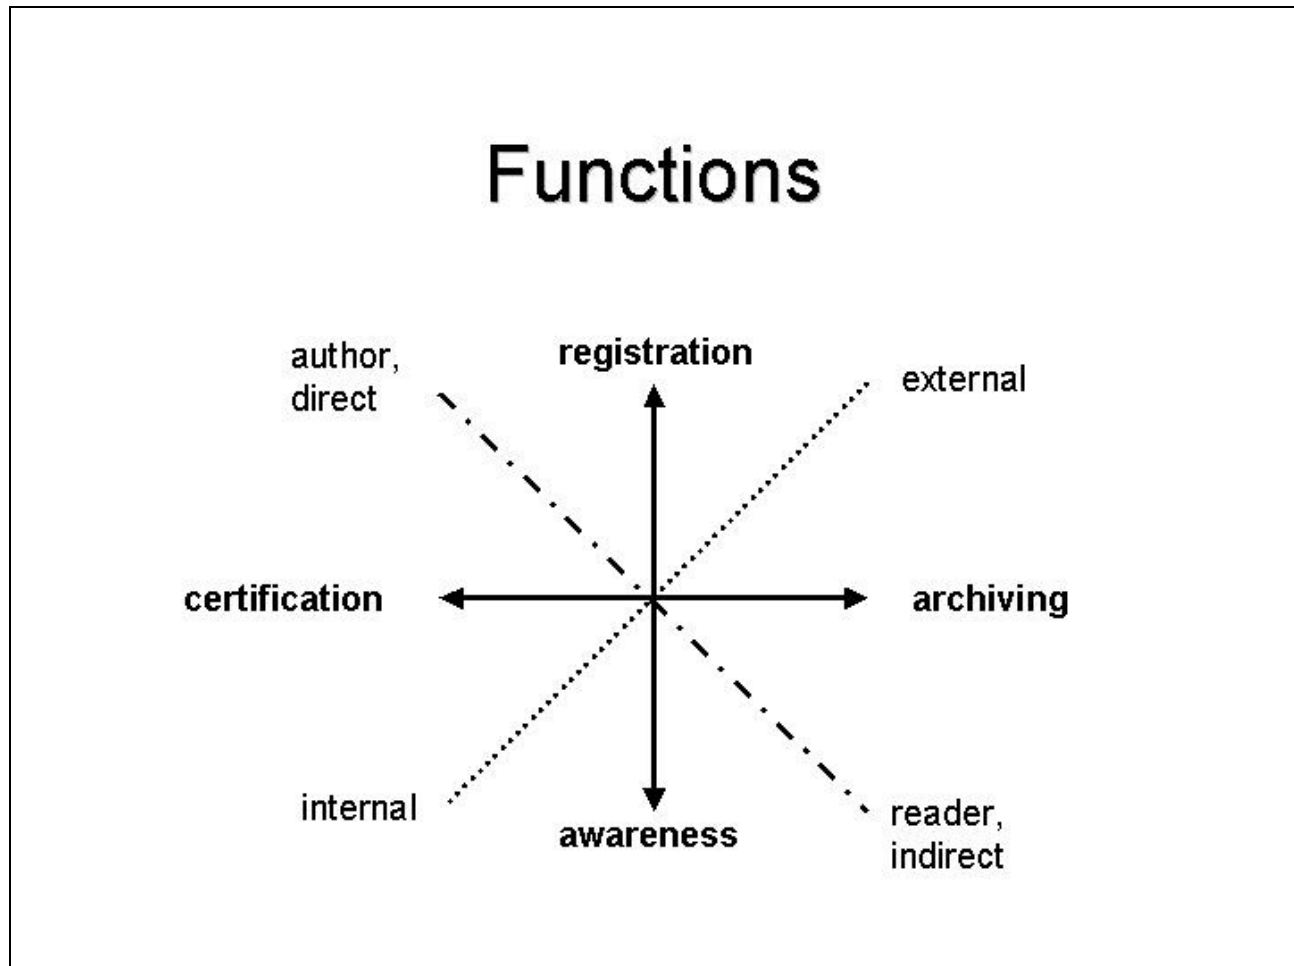 Functions
author,
direct
registration
external
certification
archiving
internal
awareness
reader,
indirect